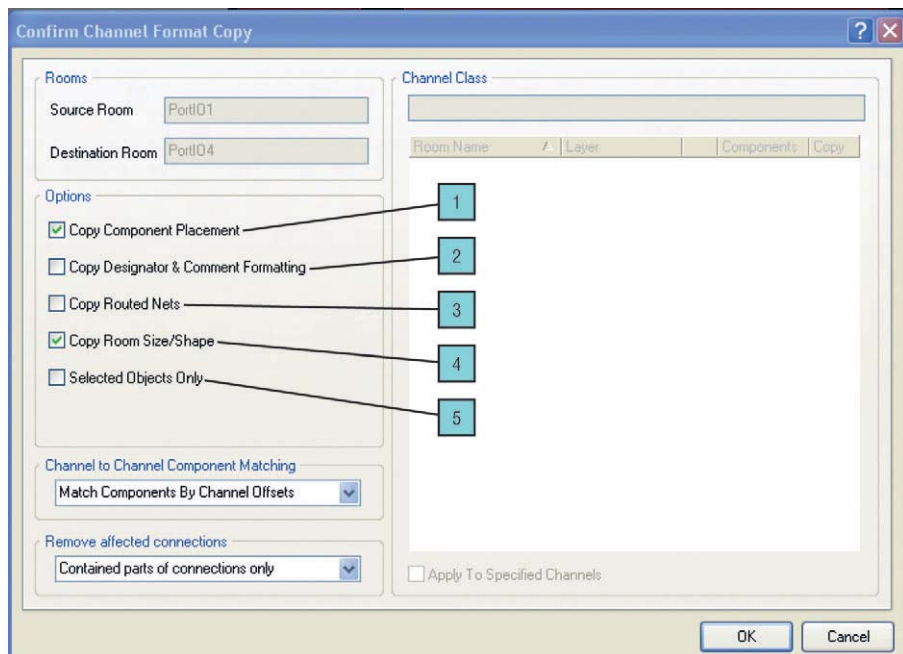 Confirm Channel Format Copy
Rooms
Source Room PortIO1
Destination Room PortIO4
Options
Copy Component Placement
Copy Designator & Comment Formatting
Copy Routed Nets
Copy Room Size/Shape
Selected Objects Only
Channel to Channel Component Matching
Match Components By Channel Offsets
Remove affected connections
Contained parts of connections only
Channel Class
Room Name Layer Components Copy
1
2
3
4
5
Apply To Specified Channels
OK Cancel